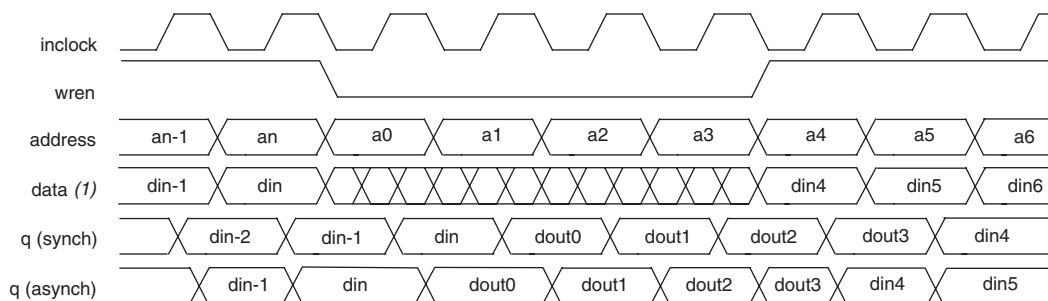 inclock
wren
address an-1 an a0 a1 a2 a3 a4 a5 a6
data (1) din-1 din din4 din5 din6
q (synch) din-2 din-1 din dout0 dout1 dout2 dout3 din4
q (asynch) din-1 din dout0 dout1 dout2 dout3 din4 din5